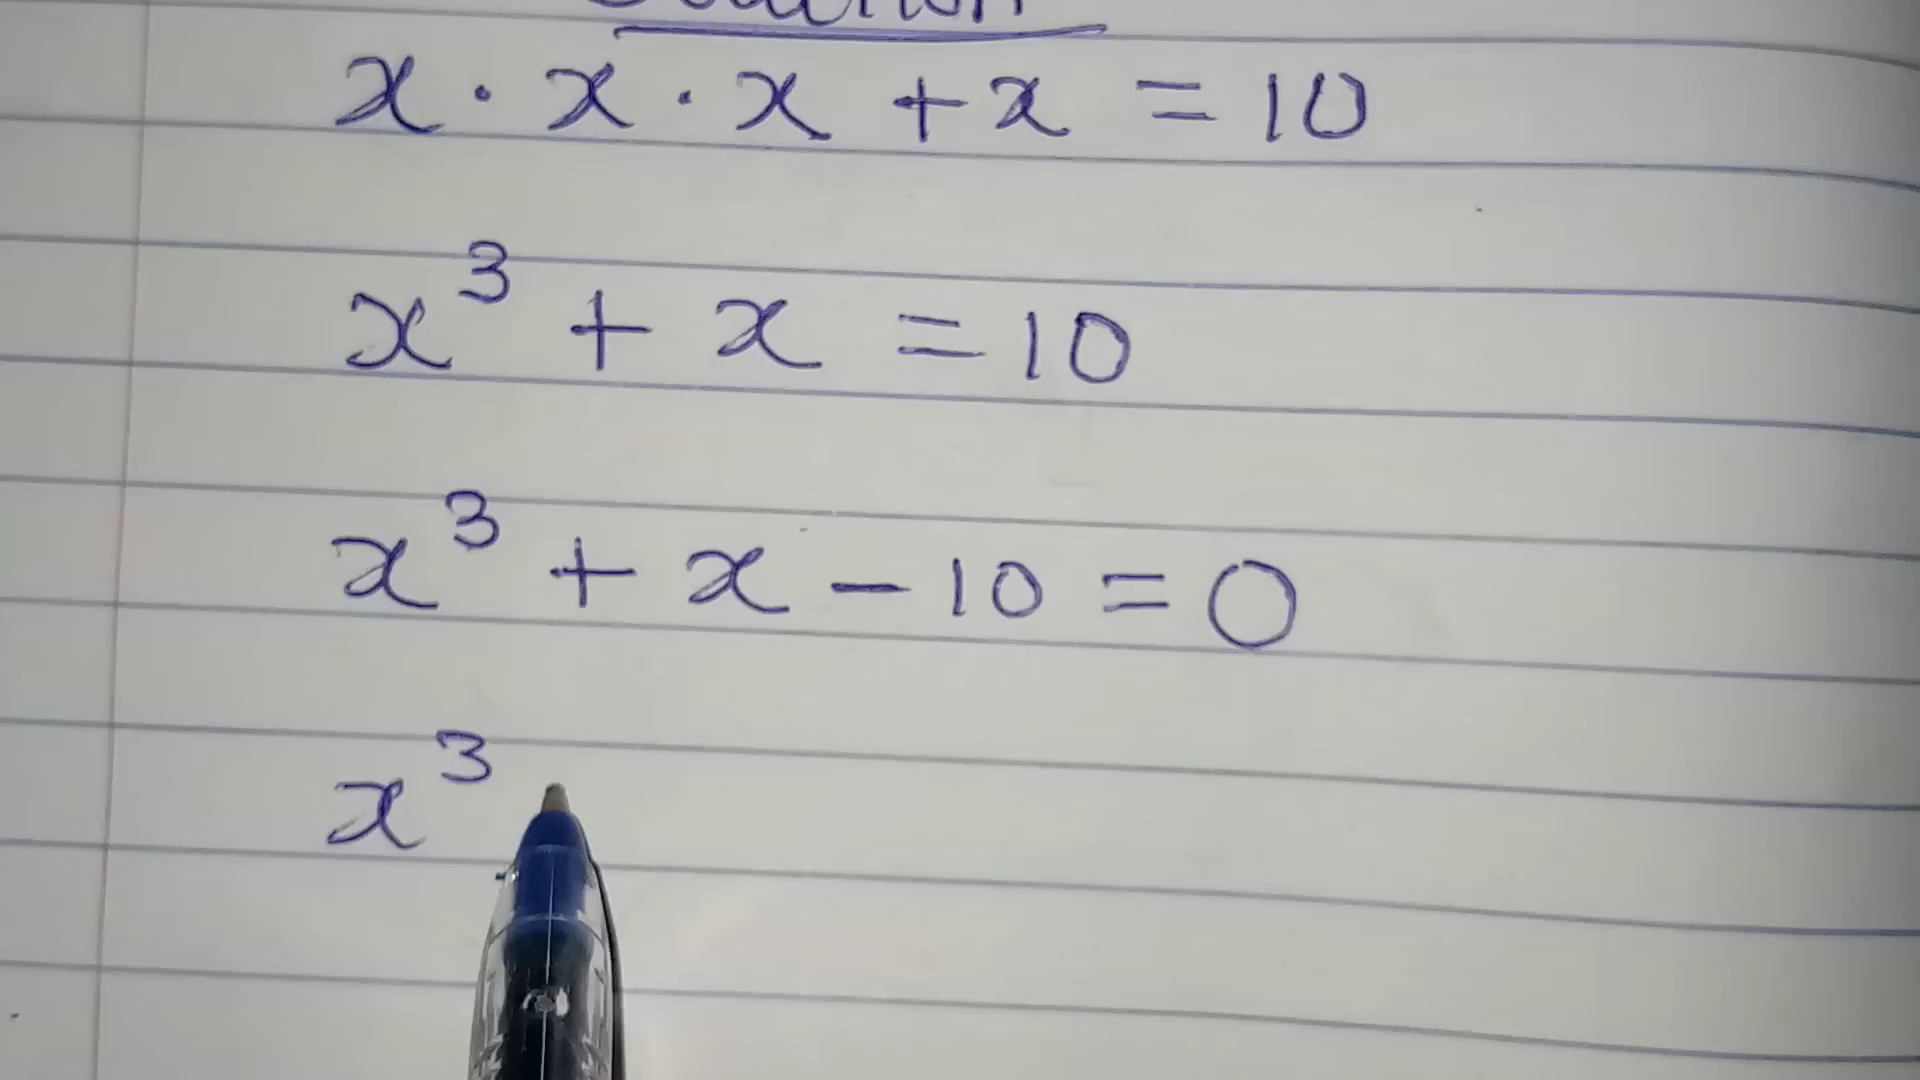 x · x · x + x = 10
x³ + x = 10
x³ + x - 10 = 0
x³